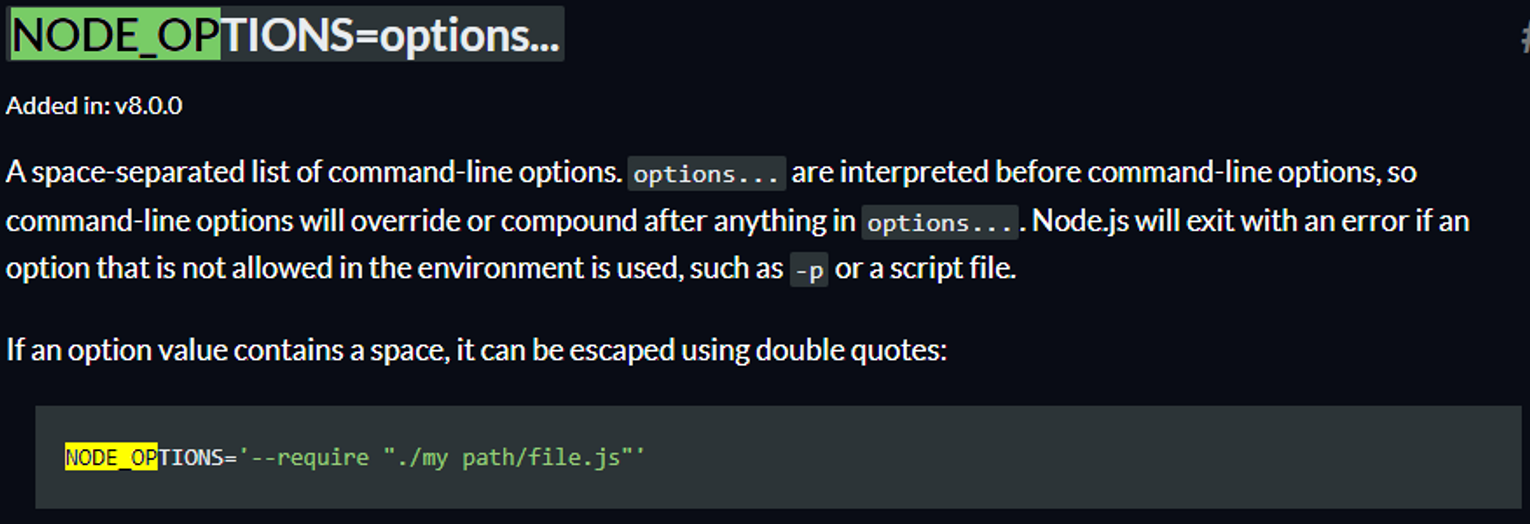 NODE_OPTIONS=options...
Added in: v8.0.0
A space-separated list of command-line options. options... are interpreted before command-line options, so
command-line options will override or compound after anything in options.... Node.js will exit with an error if an
option that is not allowed in the environment is used, such as -p or a script file.
If an option value contains a space, it can be escaped using double quotes:
NODE_OPTIONS='--require "./my path/file.js"'